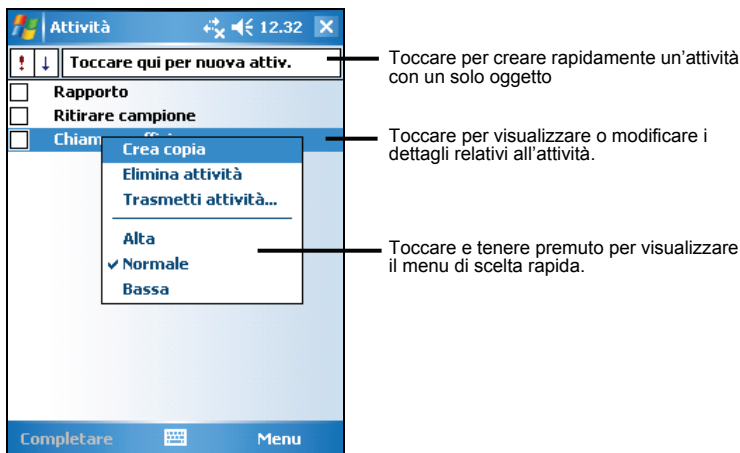 Attività 12.32
! ↓ Toccare qui per nuova attiv.
Rapporto
Ritirare campione
Crea copia
Elimina attività
Trasmetti attività...
Alta
Normale
Bassa
Completare Menu
Toccare per creare rapidamente un'attività
con un solo oggetto
Toccare per visualizzare o modificare i
dettagli relativi all'attività.
Toccare e tenere premuto per visualizzare
il menu di scelta rapida.